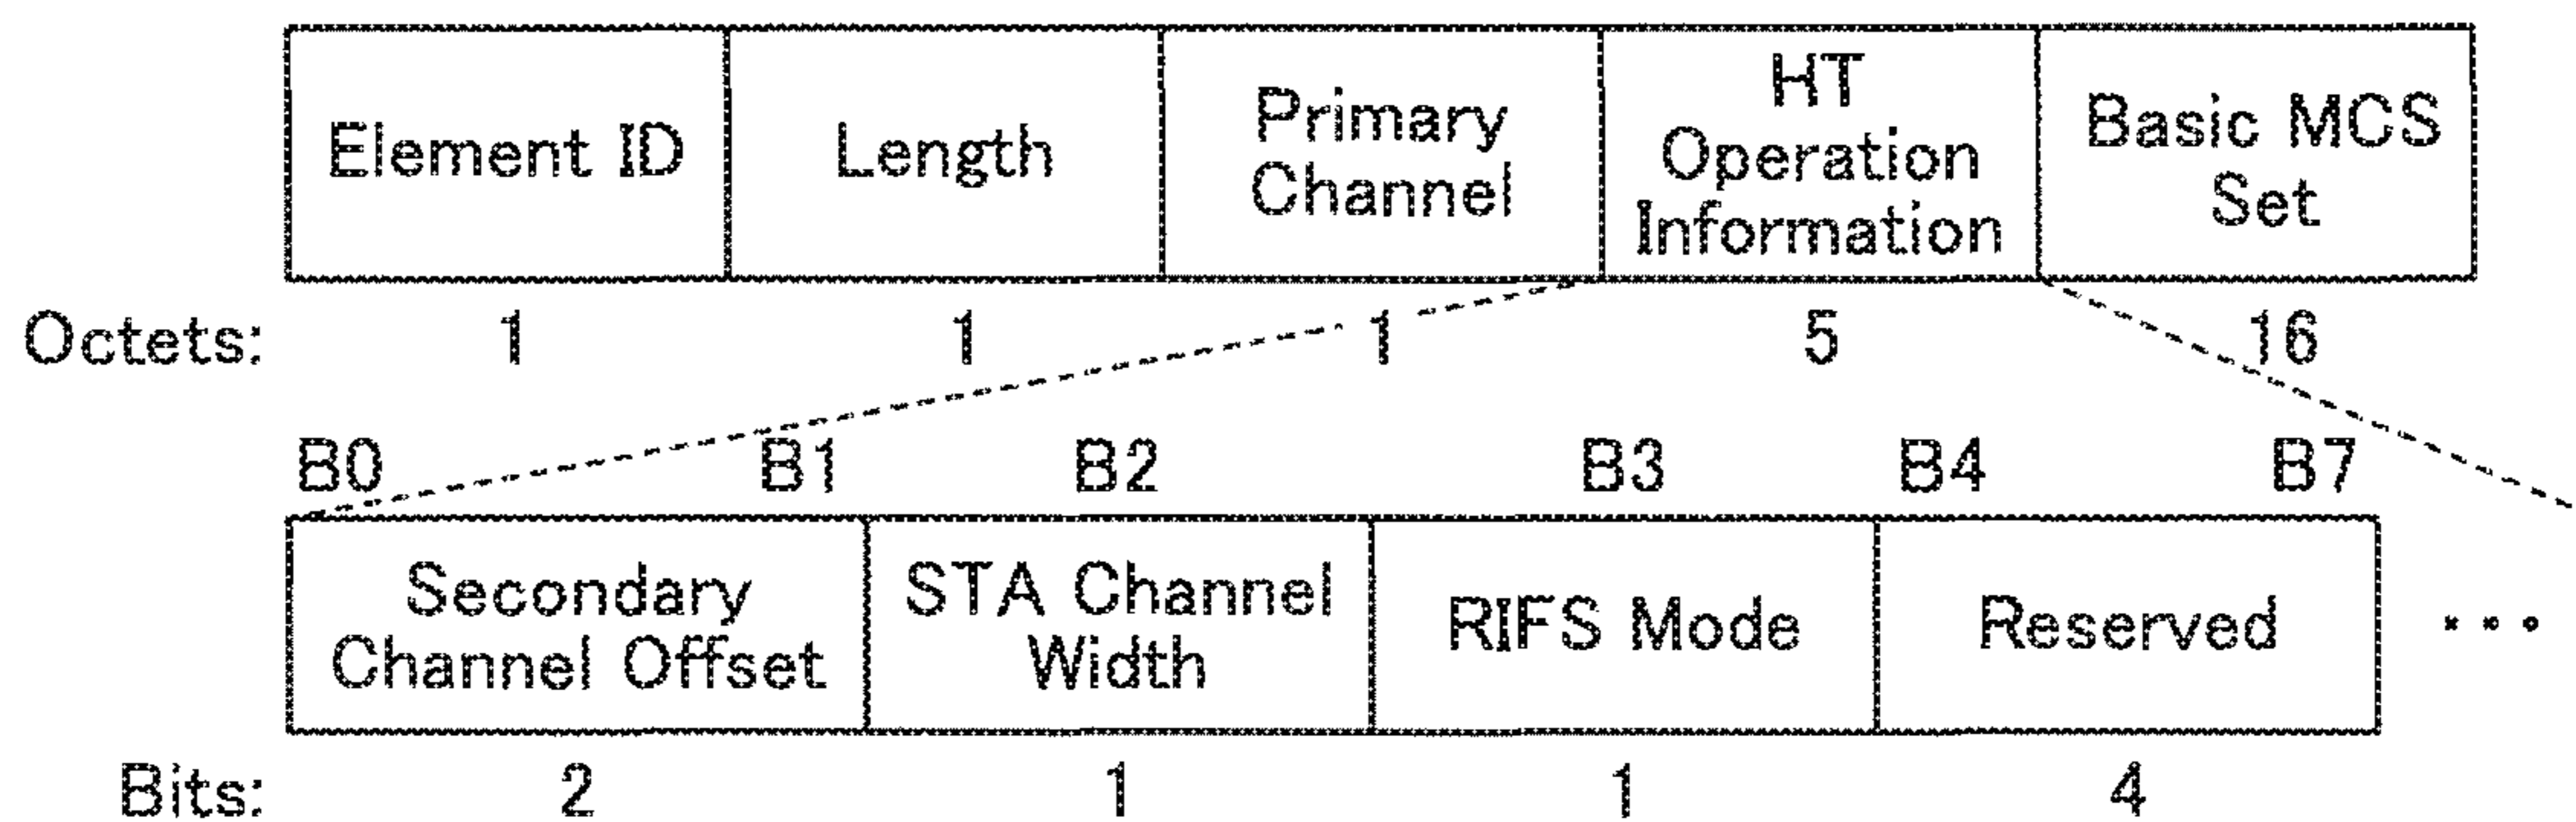 Element ID
Length
Primary
Channel
HT
Operation
Information
Basic MCS
Set
Octets: 1 1 1 5 16
B0 B1 B2 B3 B4 B7
Secondary
Channel Offset
STA Channel
Width
RIFS Mode
Reserved
...
Bits: 2 1 1 4